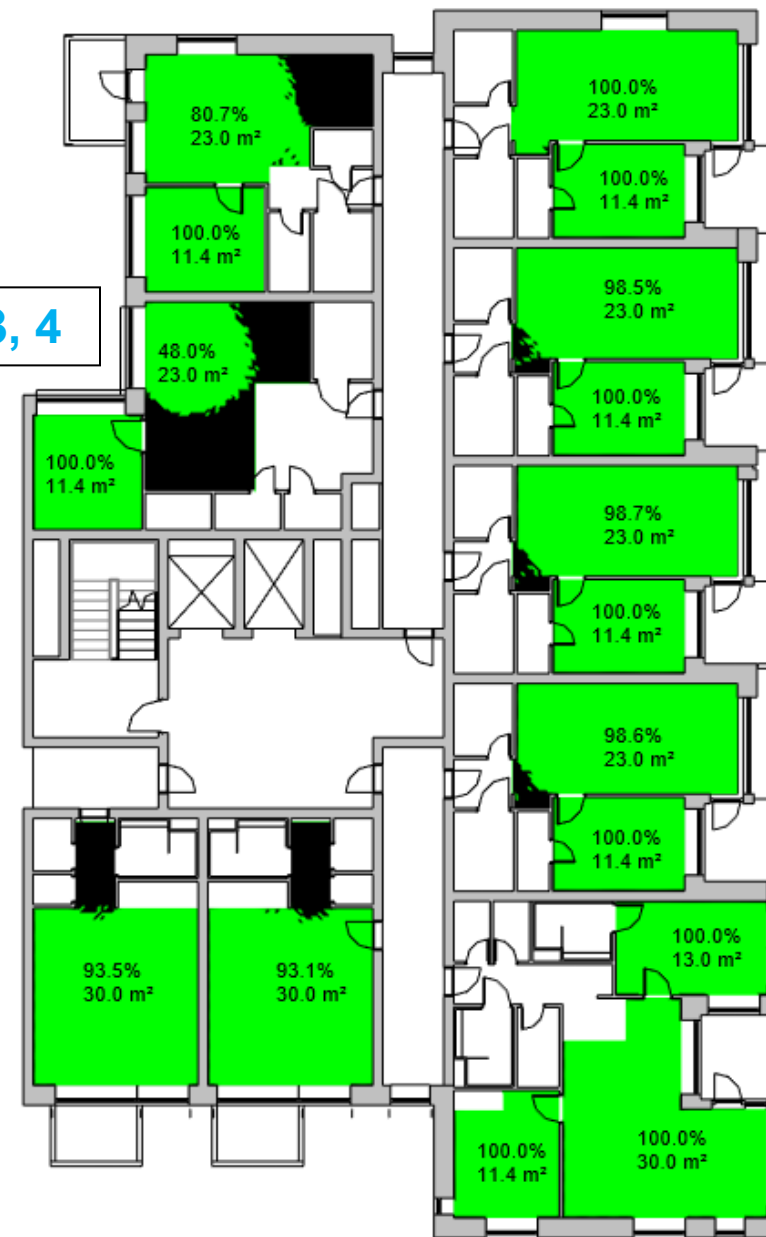 100.0%
23.0 m²
80.7%
23.0 m²
100.0%
11.4 m²
100.0%
11.4 m²
98.5%
23.0 m²
3, 4
48.0%
23.0 m²
100.0%
11.4 m²
100.0%
11.4 m²
98.7%
23.0 m²
100.0%
11.4 m²
98.6%
23.0 m²
100.0%
11.4 m²
100.0%
13.0 m²
93.5%
30.0 m²
93.1%
30.0 m²
100.0%
11.4 m²
100.0%
30.0 m²